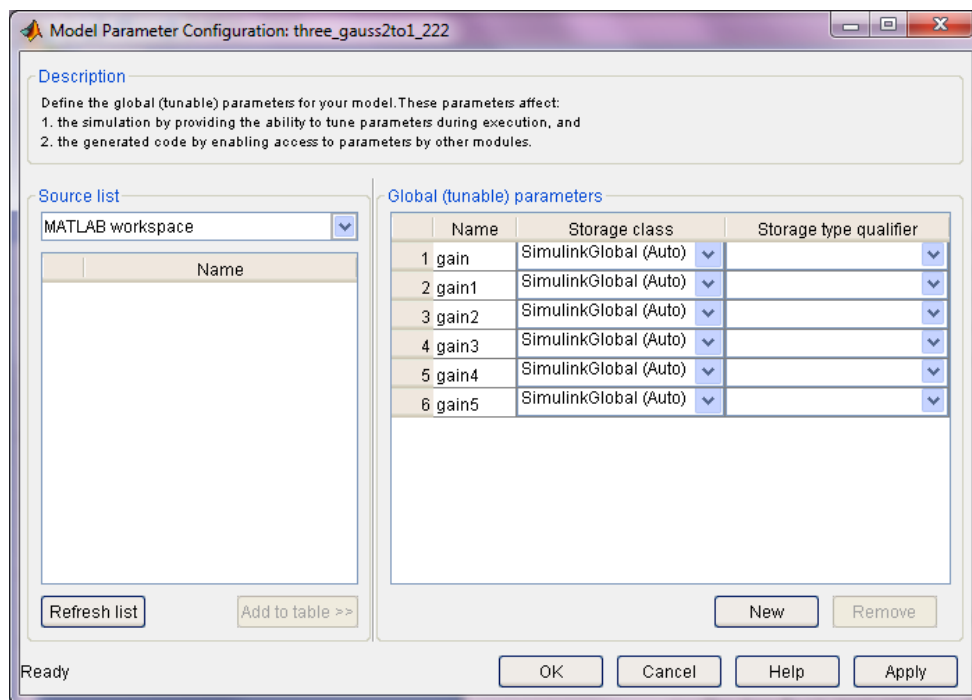 Model Parameter Configuration: three_gauss2to1_222
Description
Define the global (tunable) parameters for your model.These parameters affect:
1. the simulation by providing the ability to tune parameters during execution, and
2. the generated code by enabling access to parameters by other modules.
Source list
MATLAB workspace
Name
Refresh list
Add to table >>
Global (tunable) parameters
Name Storage class Storage type qualifier
1 gain SimulinkGlobal (Auto)
2 gain1 SimulinkGlobal (Auto)
3 gain2 SimulinkGlobal (Auto)
4 gain3 SimulinkGlobal (Auto)
5 gain4 SimulinkGlobal (Auto)
6 gain5 SimulinkGlobal (Auto)
New
Remove
Ready
OK
Cancel
Help
Apply